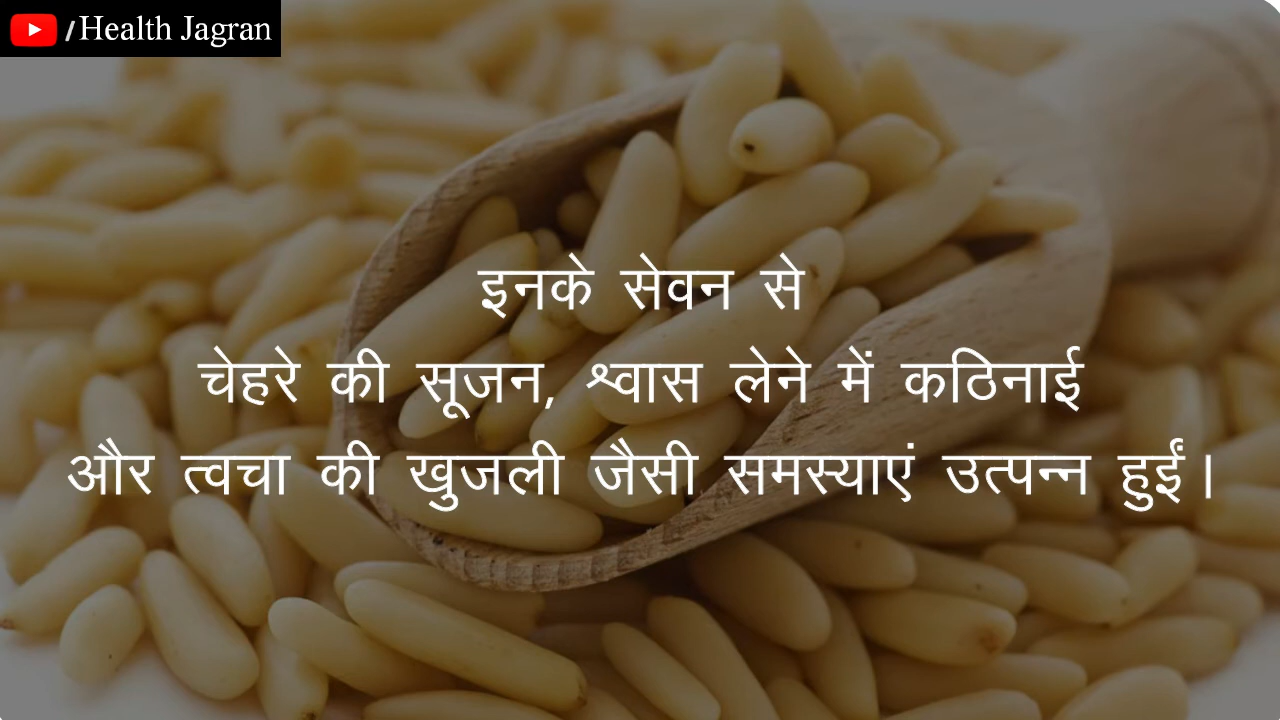 /Health Jagran
इनके सेवन से
चेहरे की सूजन, श्वास लेने में कठिनाई
और त्वचा की खुजली जैसी समस्याएं उत्पन्न हुईं।